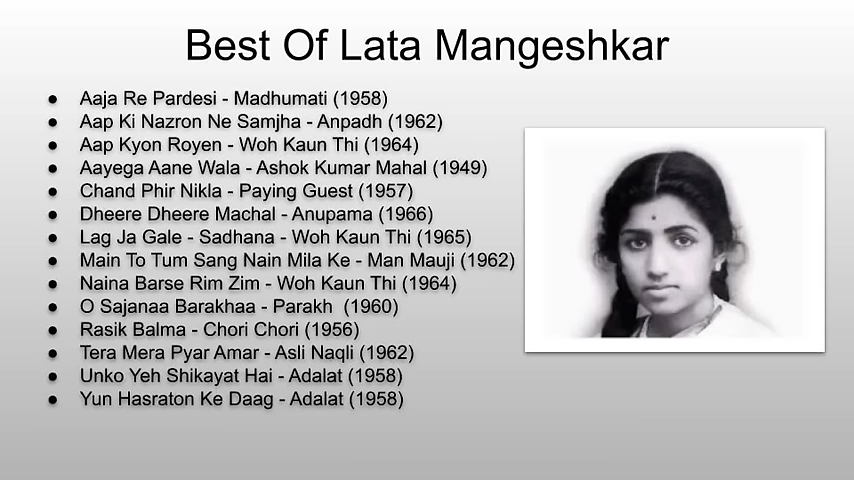 Best Of Lata Mangeshkar
● Aaja Re Pardesi - Madhumati (1958)
● Aap Ki Nazron Ne Samjha - Anpadh (1962)
● Aap Kyon Royen - Woh Kaun Thi (1964)
● Aayega Aane Wala - Ashok Kumar Mahal (1949)
● Chand Phir Nikla - Paying Guest (1957)
● Dheere Dheere Machal - Anupama (1966)
● Lag Ja Gale - Sadhana - Woh Kaun Thi (1965)
● Main To Tum Sang Nain Mila Ke - Man Mauji (1962)
● Naina Barse Rim Zim - Woh Kaun Thi (1964)
● O Sajanaa Barakhaa - Parakh  (1960)
● Rasik Balma - Chori Chori (1956)
● Tera Mera Pyar Amar - Asli Naqli (1962)
● Unko Yeh Shikayat Hai - Adalat (1958)
● Yun Hasraton Ke Daag - Adalat (1958)